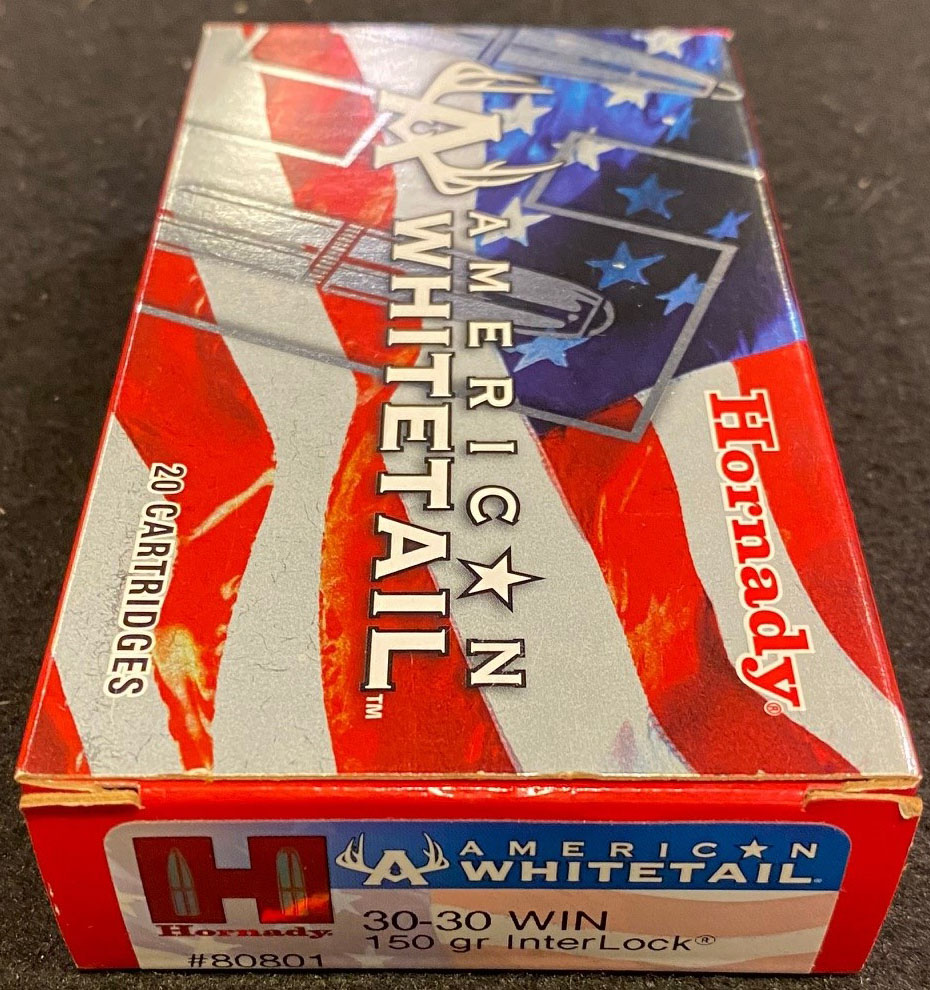 AMERIC★N
WHITETAIL™
Hornady®
20 CARTRIDGES
H
Hornady
#80801
AMERIC★N
WHITETAIL
30-30 WIN
150 gr InterLock®